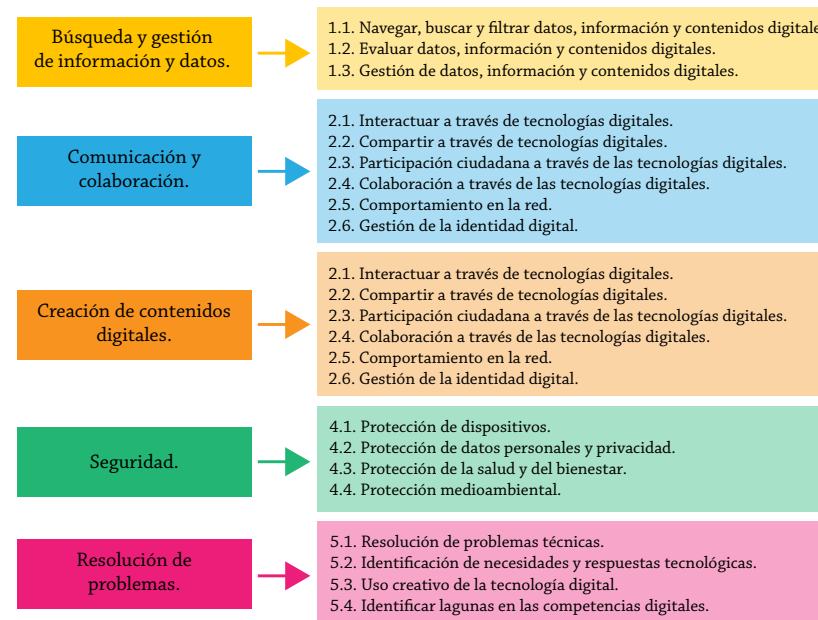 Búsqueda y gestión
de información y datos.
1.1. Navegar, buscar y filtrar datos, información y contenidos digitale
1.2. Evaluar datos, información y contenidos digitales.
1.3. Gestión de datos, información y contenidos digitales.
Comunicación y
colaboración.
2.1. Interactuar a través de tecnologías digitales.
2.2. Compartir a través de tecnologías digitales.
2.3. Participación ciudadana a través de las tecnologías digitales.
2.4. Colaboración a través de las tecnologías digitales.
2.5. Comportamiento en la red.
2.6. Gestión de la identidad digital.
Creación de contenidos
digitales.
2.1. Interactuar a través de tecnologías digitales.
2.2. Compartir a través de tecnologías digitales.
2.3. Participación ciudadana a través de las tecnologías digitales.
2.4. Colaboración a través de las tecnologías digitales.
2.5. Comportamiento en la red.
2.6. Gestión de la identidad digital.
Seguridad.
4.1. Protección de dispositivos.
4.2. Protección de datos personales y privacidad.
4.3. Protección de la salud y del bienestar.
4.4. Protección medioambiental.
Resolución de
problemas.
5.1. Resolución de problemas técnicas.
5.2. Identificación de necesidades y respuestas tecnológicas.
5.3. Uso creativo de la tecnología digital.
5.4. Identificar lagunas en las competencias digitales.